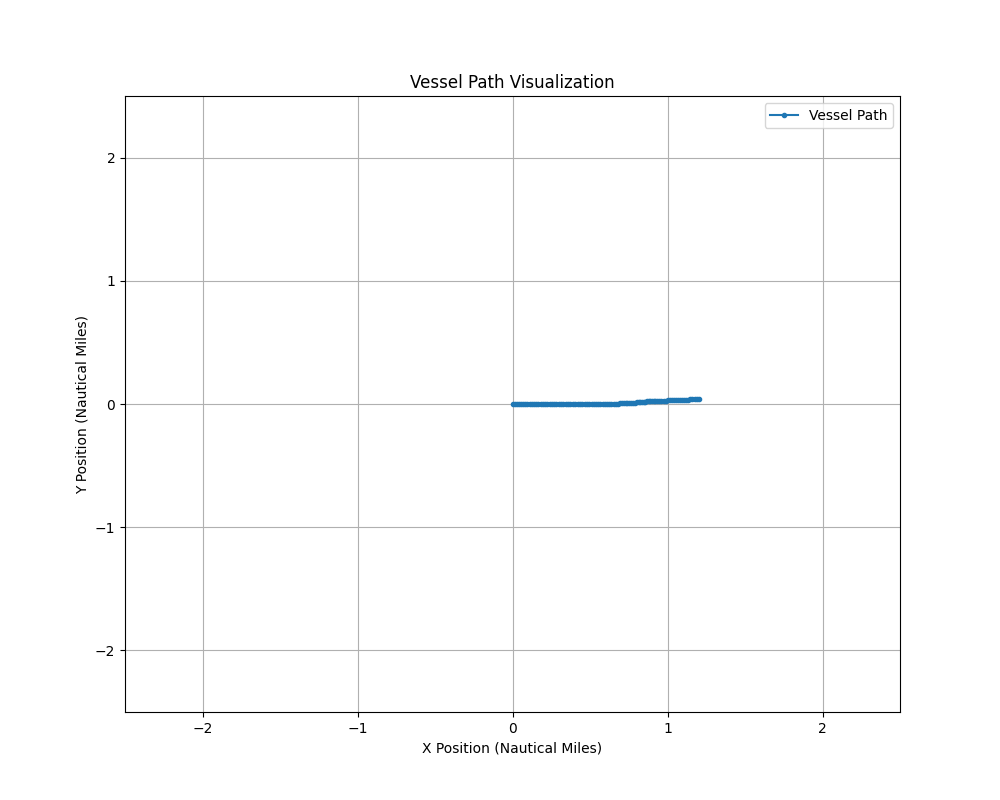 Vessel Path Visualization
Vessel Path
2
1
0
−1
−2
Y Position (Nautical Miles)
−2
−1
0
1
2
X Position (Nautical Miles)